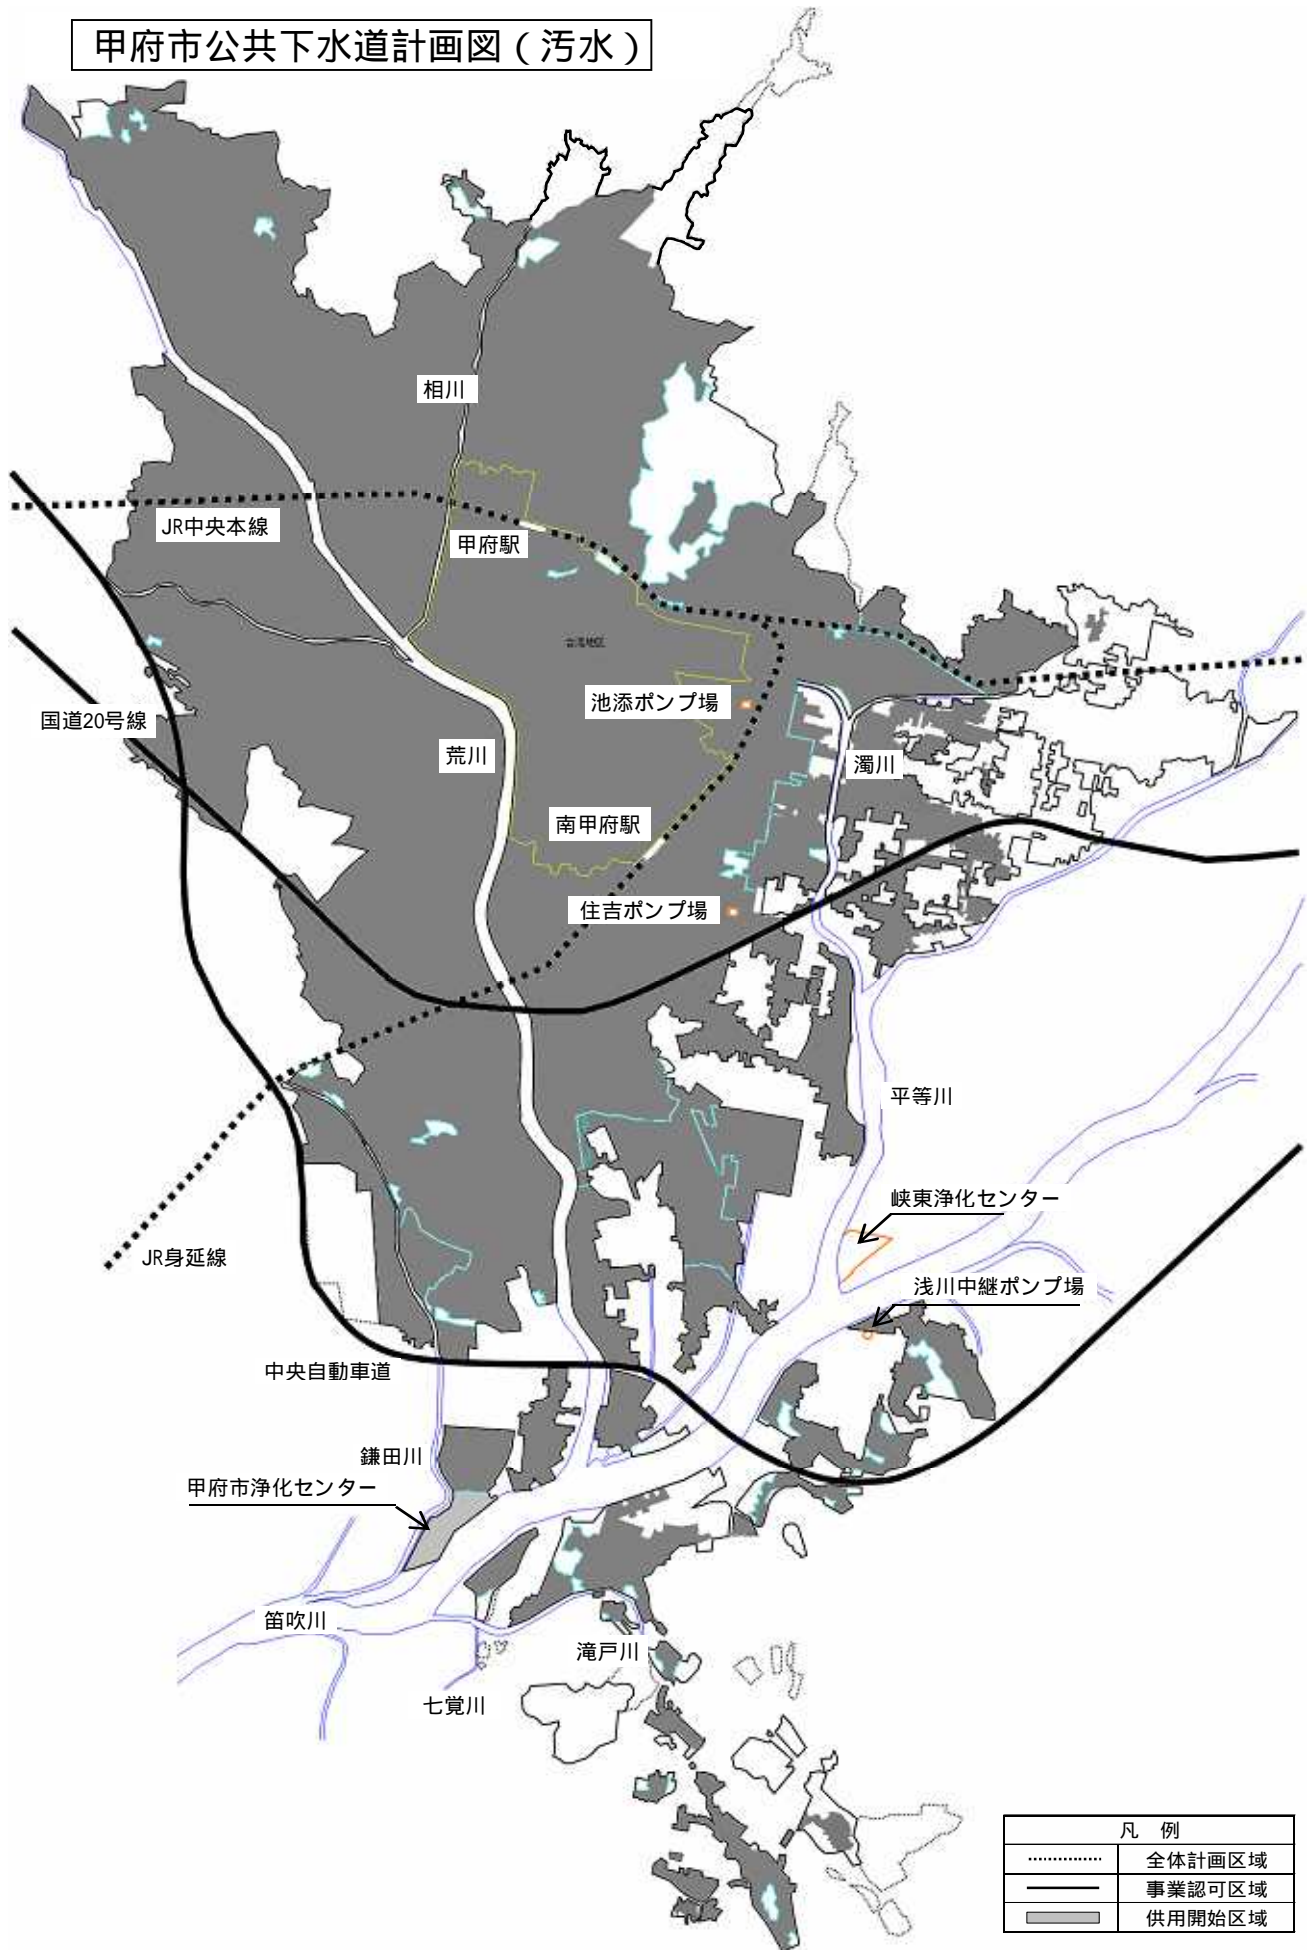 甲府市公共下水道計画図（汚水）
相川
JR中央本線
甲府駅
池添ポンプ場
国道20号線
荒川
濁川
南甲府駅
住吉ポンプ場
平等川
峡東浄化センター
JR身延線
浅川中継ポンプ場
中央自動車道
鎌田川
甲府市浄化センター
笛吹川
滝戸川
七覚川
凡 例
全体計画区域
事業認可区域
供用開始区域